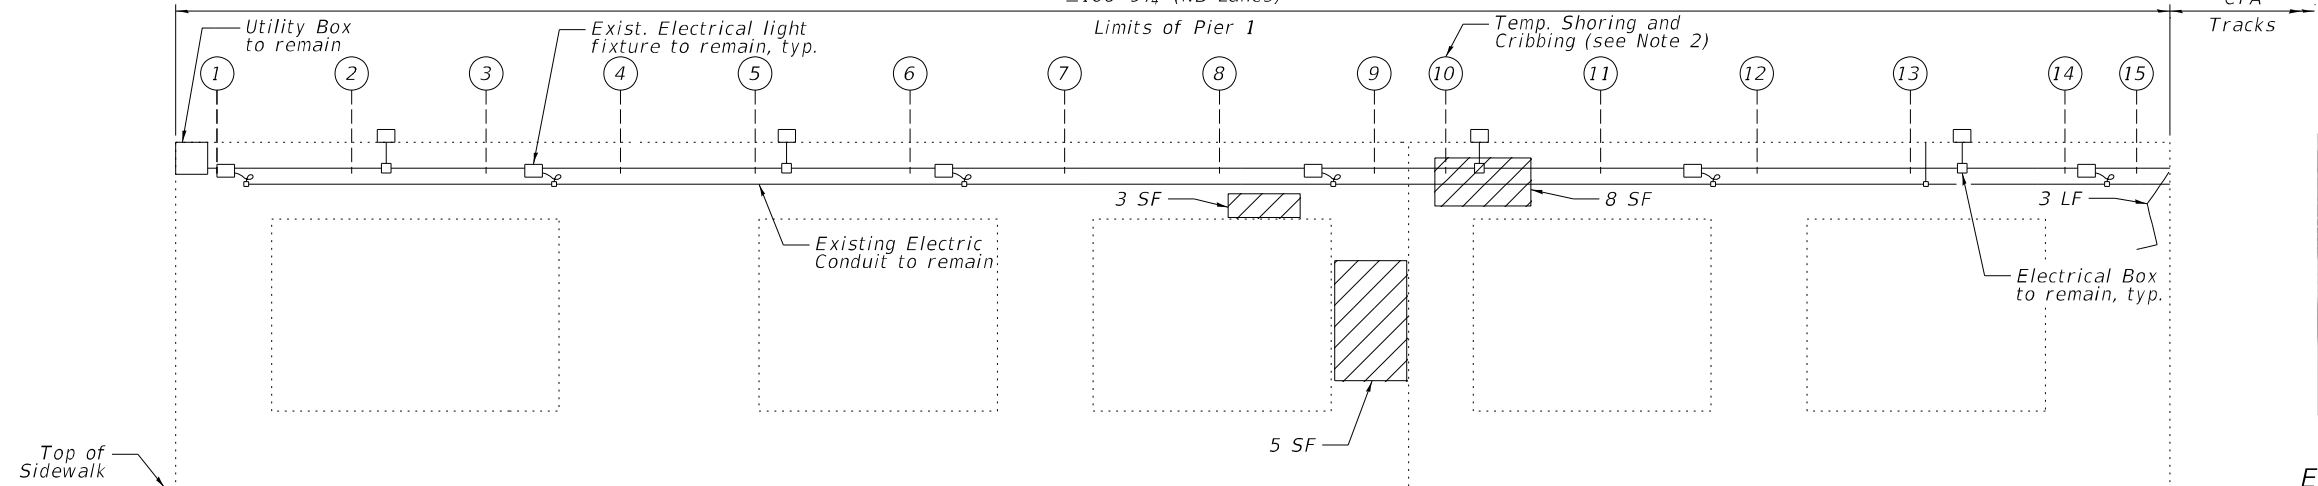 (NB Lanes)
Limits of Pier 1
Tracks
Utility Box
to remain
Exist. Electrical light
fixture to remain, typ.
Temp. Shoring and
Cribbing (see Note 2)
1 2 3 4 5 6 7 8 9 10 11 12 13 14 15
3 SF
8 SF
3 LF
Existing Electric
Conduit to remain
Electrical Box
to remain, typ.
5 SF
Top of
Sidewalk
E